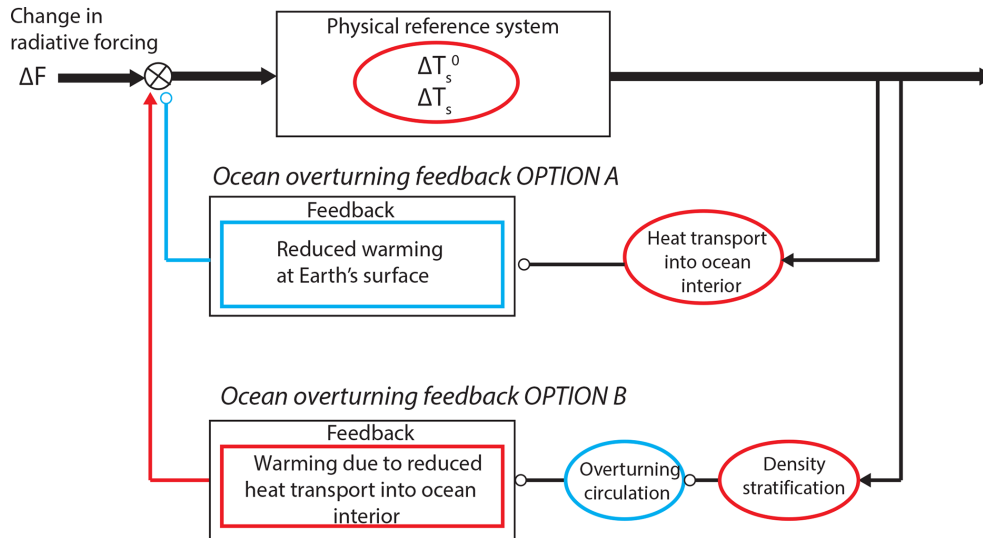 Change in
radiative forcing
ΔF
Physical reference system
ΔTs⁰
ΔTs
Ocean overturning feedback OPTION A
Feedback
Reduced warming
at Earth's surface
Heat transport
into ocean
interior
Ocean overturning feedback OPTION B
Feedback
Warming due to reduced
heat transport into ocean
interior
Overturning
circulation
Density
stratification